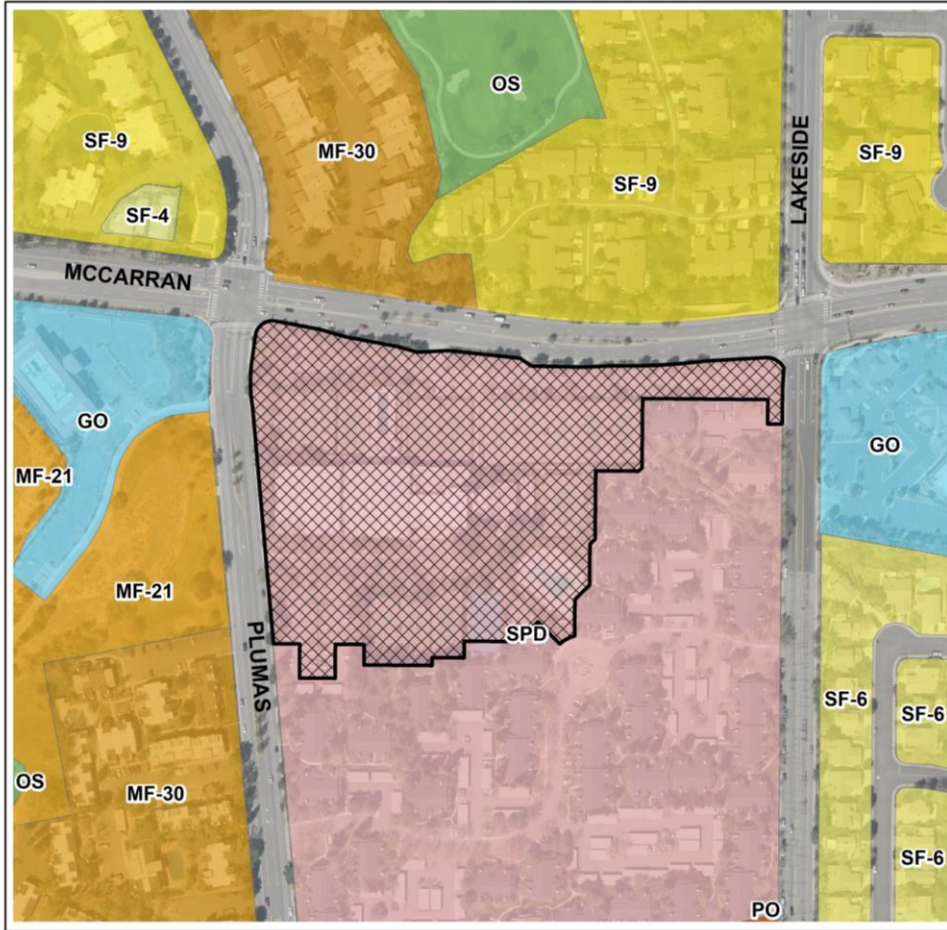 OS
SF-9
MF-30
SF-9
SF-9
LAKESIDE
SF-4
MCCARRAN
GO
GO
MF-21
MF-21
SPD
PLUMAS
SF-6
SF-6
OS
MF-30
SF-6
PO